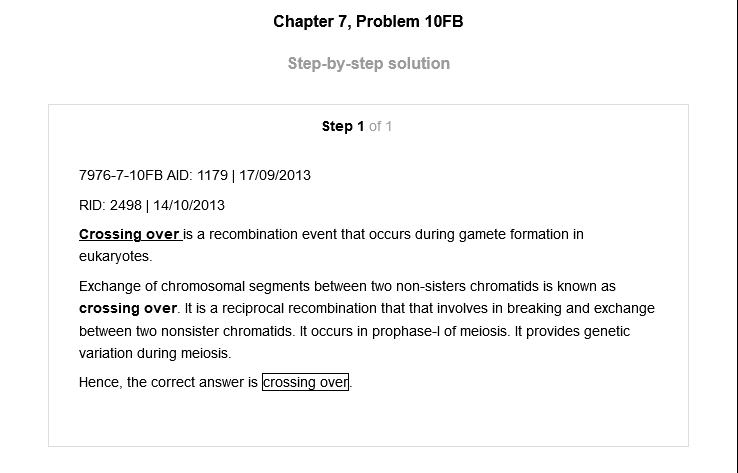 Chapter 7, Problem 10FB
Step-by-step solution
Step 1 of 1
7976-7-10FB AID: 1179 | 17/09/2013
RID: 2498 | 14/10/2013
Crossing over is a recombination event that occurs during gamete formation in
eukaryotes.
Exchange of chromosomal segments between two non-sisters chromatids is known as
crossing over. It is a reciprocal recombination that that involves in breaking and exchange
between two nonsister chromatids. It occurs in prophase-I of meiosis. It provides genetic
variation during meiosis.
Hence, the correct answer is crossing over.